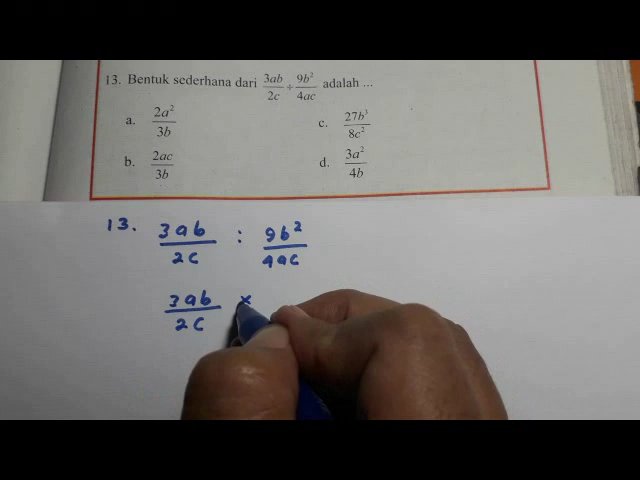 13. Bentuk sederhana dari 3ab/2c ÷ 9b²/4ac adalah ...
a. 2a²/3b
c. 27b³/8c²
b. 2ac/3b
d. 3a²/4b
13. 3ab/2c : 9b²/4ac
3ab/2c ×